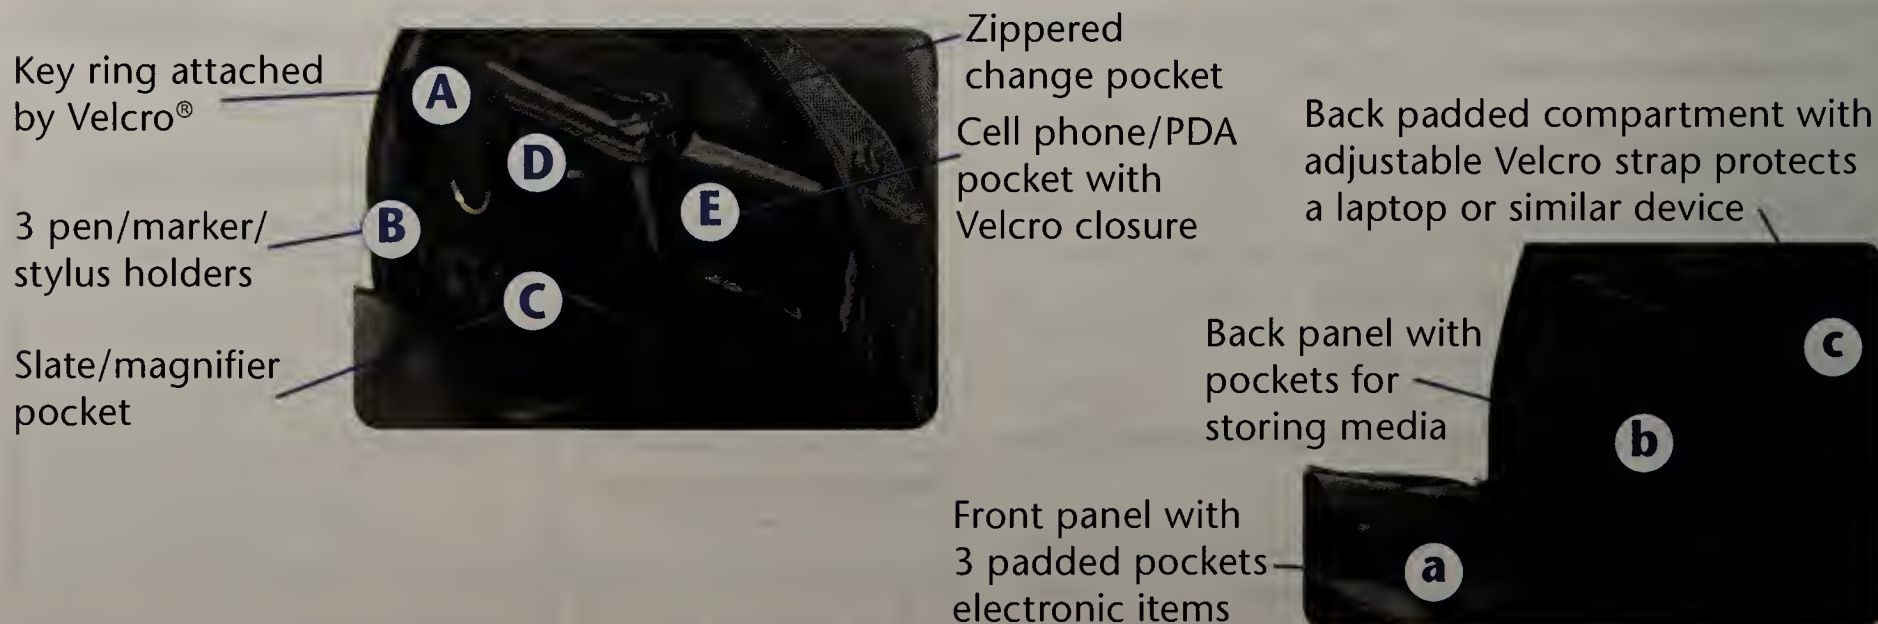 Key ring attached
by Velcro®
3 pen/marker/
stylus holders
Slate/magnifier
pocket
A
B
C
D
E
Zippered
change pocket
Cell phone/PDA
pocket with
Velcro closure
Back padded compartment with
adjustable Velcro strap protects
a laptop or similar device
Back panel with
pockets for
storing media
Front panel with
3 padded pockets
electronic items
a
b
c